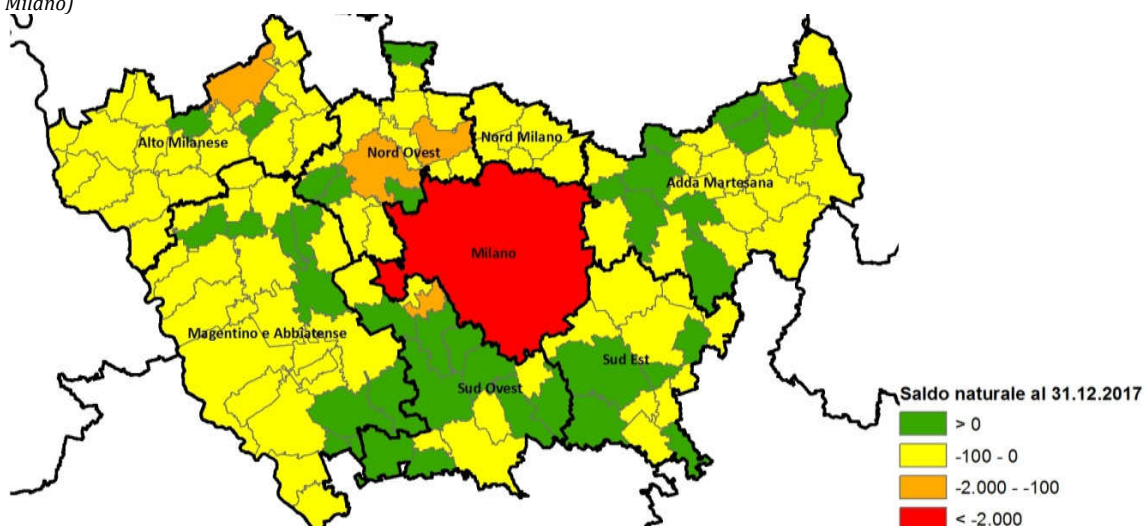 Milano)
Alto Milanese
Nord Ovest
Nord Milano
Adda Martesana
Milano
Magentino e Abbiatense
Sud Est
Sud Ovest
Saldo naturale al 31.12.2017
> 0
-100 - 0
-2.000 - -100
< -2.000